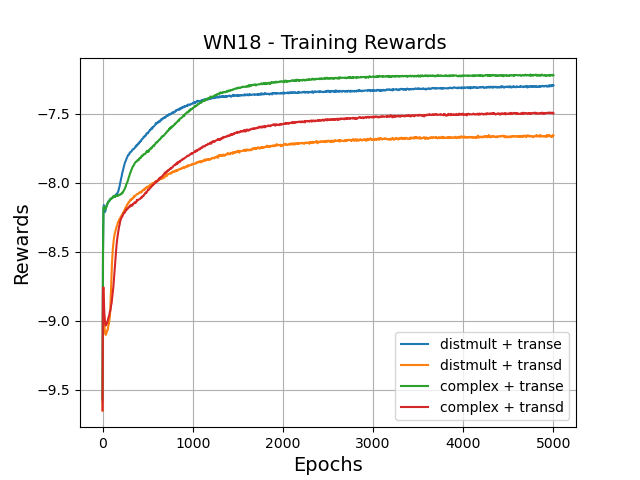 WN18 - Training Rewards
Rewards
−7.5
−8.0
−8.5
−9.0
−9.5
0
1000
2000
3000
4000
5000
Epochs
distmult + transe
distmult + transd
complex + transe
complex + transd